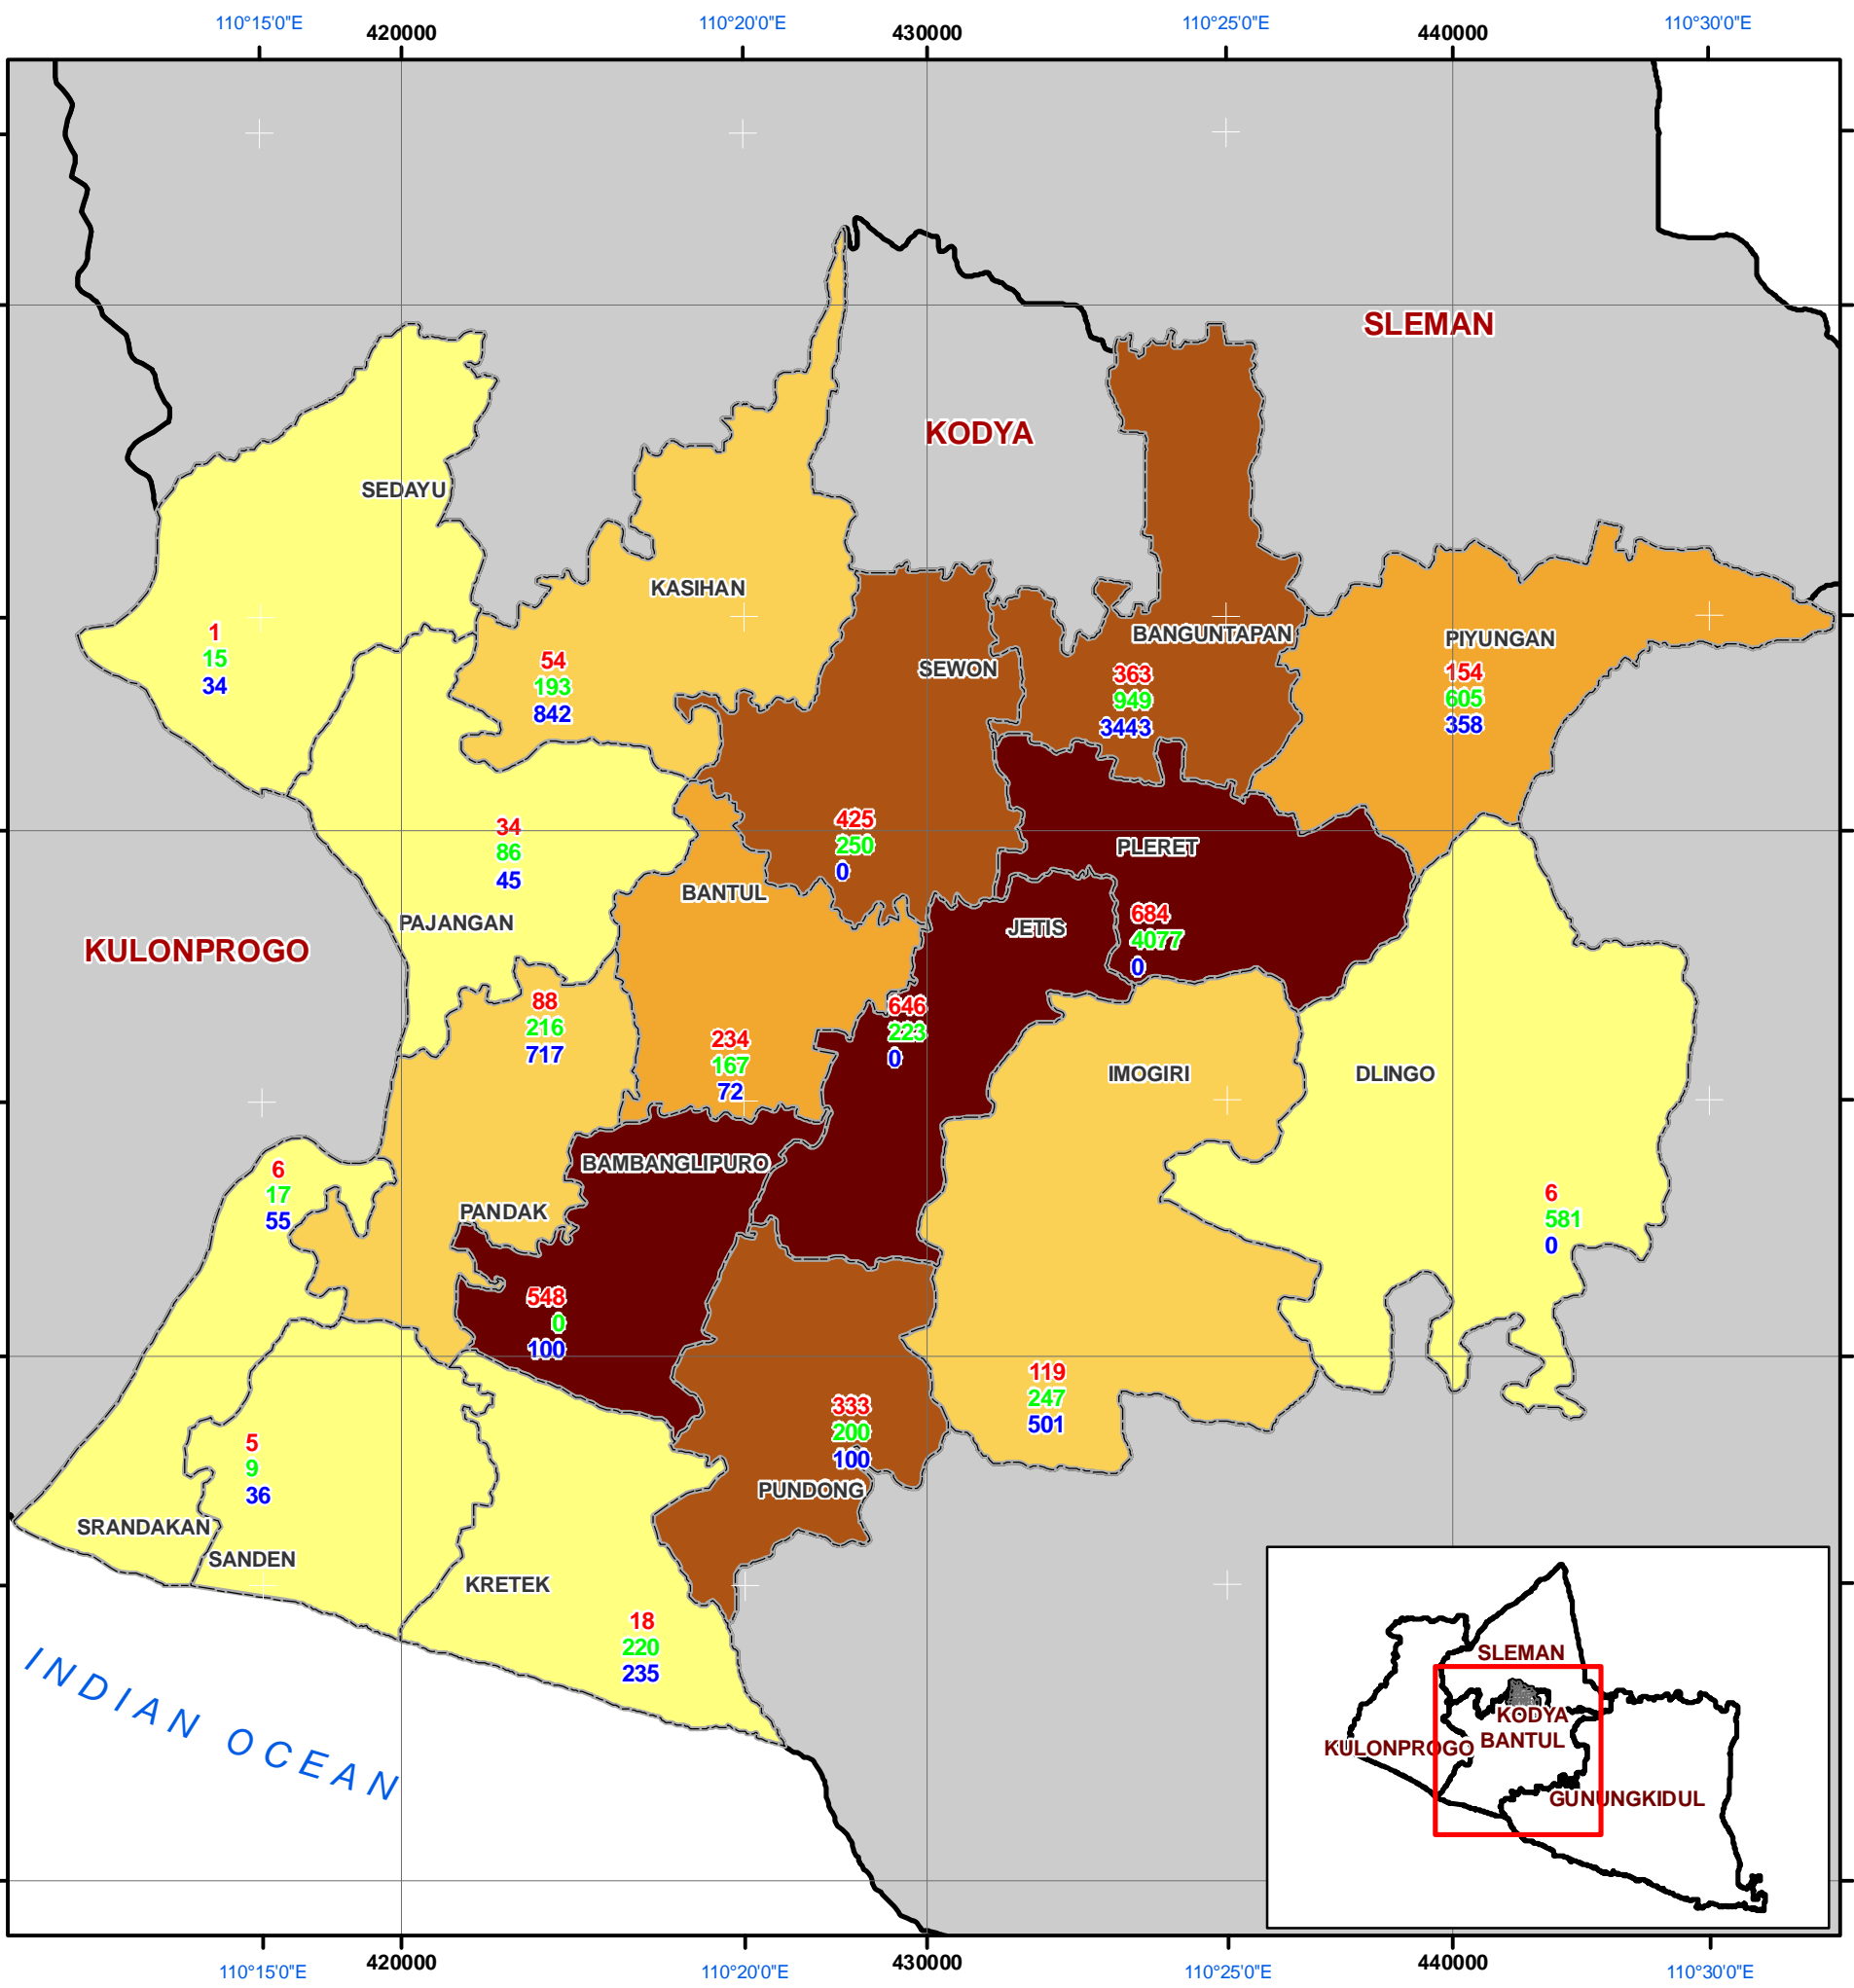 110°15'0"E
110°20'0"E
110°25'0"E
110°30'0"E
420000
430000
440000
SLEMAN
KODYA
SEDAYU
KASIHAN
BANGUNTAPAN
PIYUNGAN
SEWON
1
15
34
54
193
842
363
949
3443
154
605
358
34
86
45
425
250
0
PLERET
BANTUL
PAJANGAN
JETIS
KULONPROGO
684
4077
0
88
216
717
646
223
0
234
167
72
IMOGIRI
DLINGO
BAMBANGLIPURO
6
17
55
PANDAK
6
581
0
548
0
100
119
247
501
333
200
100
5
9
36
PUNDONG
SRANDAKAN
SANDEN
KRETEK
18
220
235
INDIAN OCEAN
SLEMAN
KODYA
BANTUL
KULONPROGO
GUNUNGKIDUL
420000
430000
440000
110°15'0"E
110°20'0"E
110°25'0"E
110°30'0"E